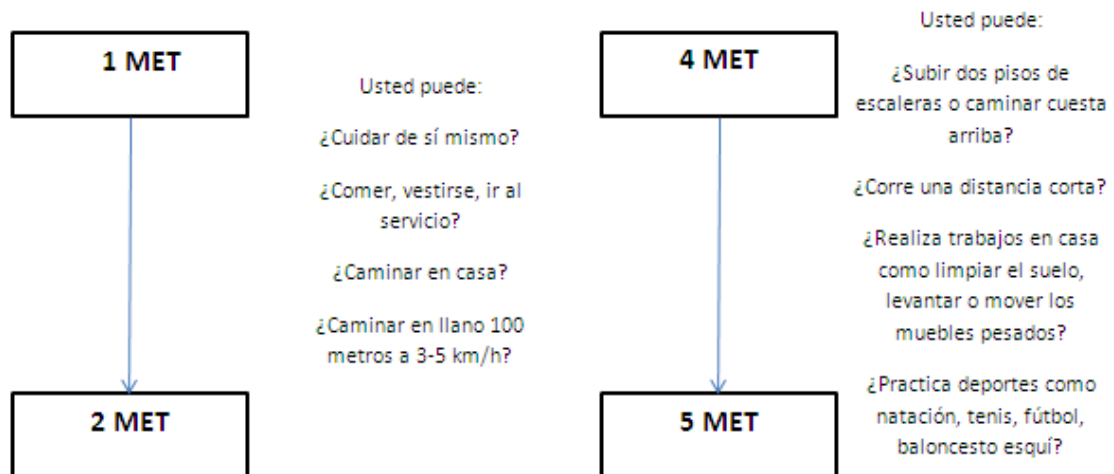 1 MET
Usted puede:
¿Cuidar de sí mismo?
¿Comer, vestirse, ir al
servicio?
¿Caminar en casa?
¿Caminar en llano 100
metros a 3-5 km/h?
2 MET
4 MET
Usted puede:
¿Subir dos pisos de
escaleras o caminar cuesta
arriba?
¿Corre una distancia corta?
¿Realiza trabajos en casa
como limpiar el suelo,
levantar o mover los
muebles pesados?
¿Practica deportes como
natación, tenis, fútbol,
baloncesto esquí?
5 MET